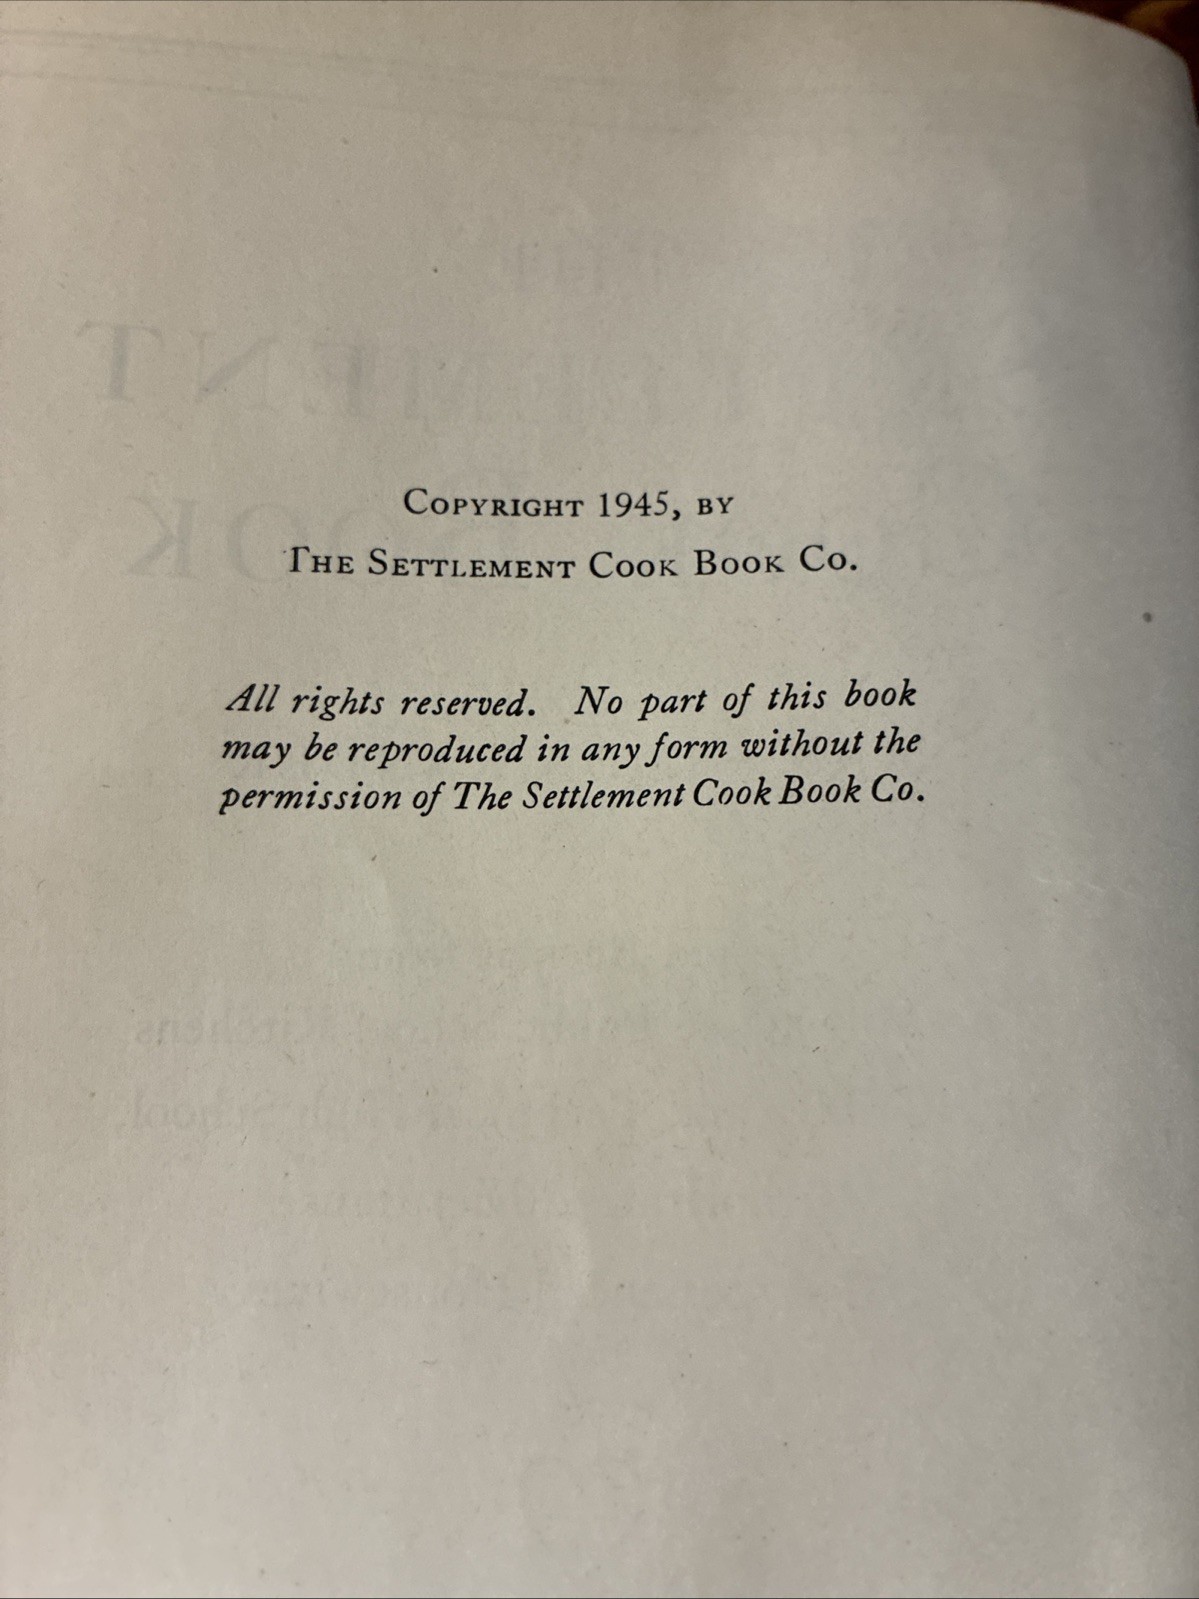 Copyright 1945, by
The Settlement Cook Book Co.
All rights reserved. No part of this book
may be reproduced in any form without the
permission of The Settlement Cook Book Co.